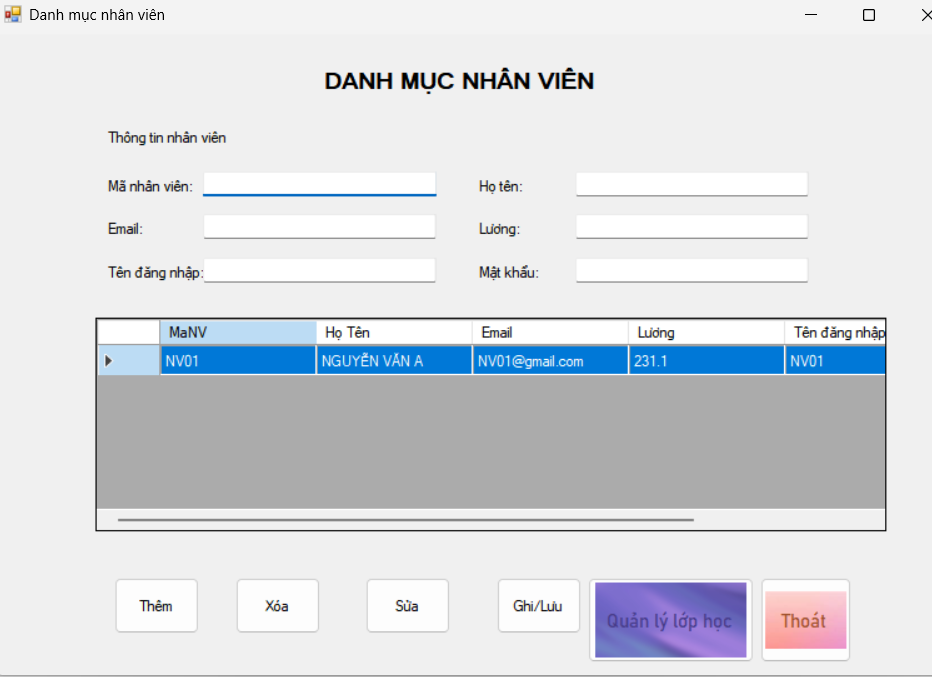 Danh mục nhân viên
DANH MỤC NHÂN VIÊN
Thông tin nhân viên
Mã nhân viên: Họ tên:
Email: Lương:
Tên đăng nhập: Mật khẩu:
MaNV Họ Tên Email Lương Tên đăng nhập
NV01 NGUYỄN VĂN A NV01@gmail.com 231.1 NV01
Thêm Xóa Sửa Ghi/Lưu Quản lý lớp học Thoát